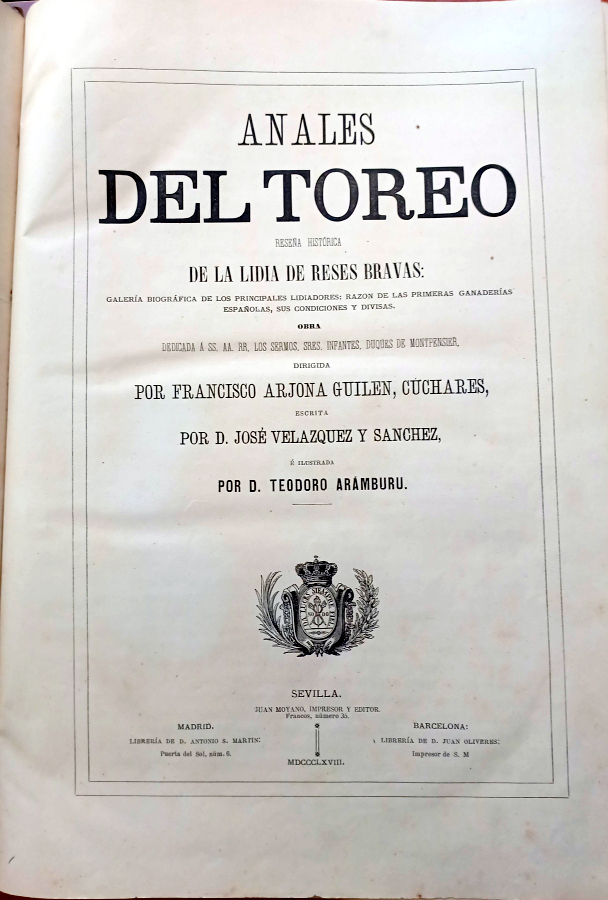 ANALES
DEL TOREO
RESEÑA HISTÓRICA
DE LA LIDIA DE RESES BRAVAS:
GALERÍA BIOGRÁFICA DE LOS PRINCIPALES LIDIADORES: RAZON DE LAS PRIMERAS GANADERÍAS
ESPAÑOLAS, SUS CONDICIONES Y DIVISAS.
OBRA
DEDICADA Á SS. AA. RR, LOS SERMOS, SRES. INFANTES, DUQUES DE MONTPENSIER,
DIRIGIDA
POR FRANCISCO ARJONA GUILEN, CÚCHARES,
ESCRITA
POR D. JOSÉ VELAZQUEZ Y SANCHEZ,
É ILUSTRADA
POR D. TEODORO ARÁMBURU.
SIEMPRE
SEVILLA.
JUAN MOYANO, IMPRESOR Y EDITOR.
Francos, número 35.
MADRID.
LIBRERÍA DE D. ANTONIO S. MARTIN:
Puerta del Sol, núm. 6.
BARCELONA:
LIBRERÍA DE D. JUAN OLIVERES:
Impresor de S. M
MDCCCLXVIII.